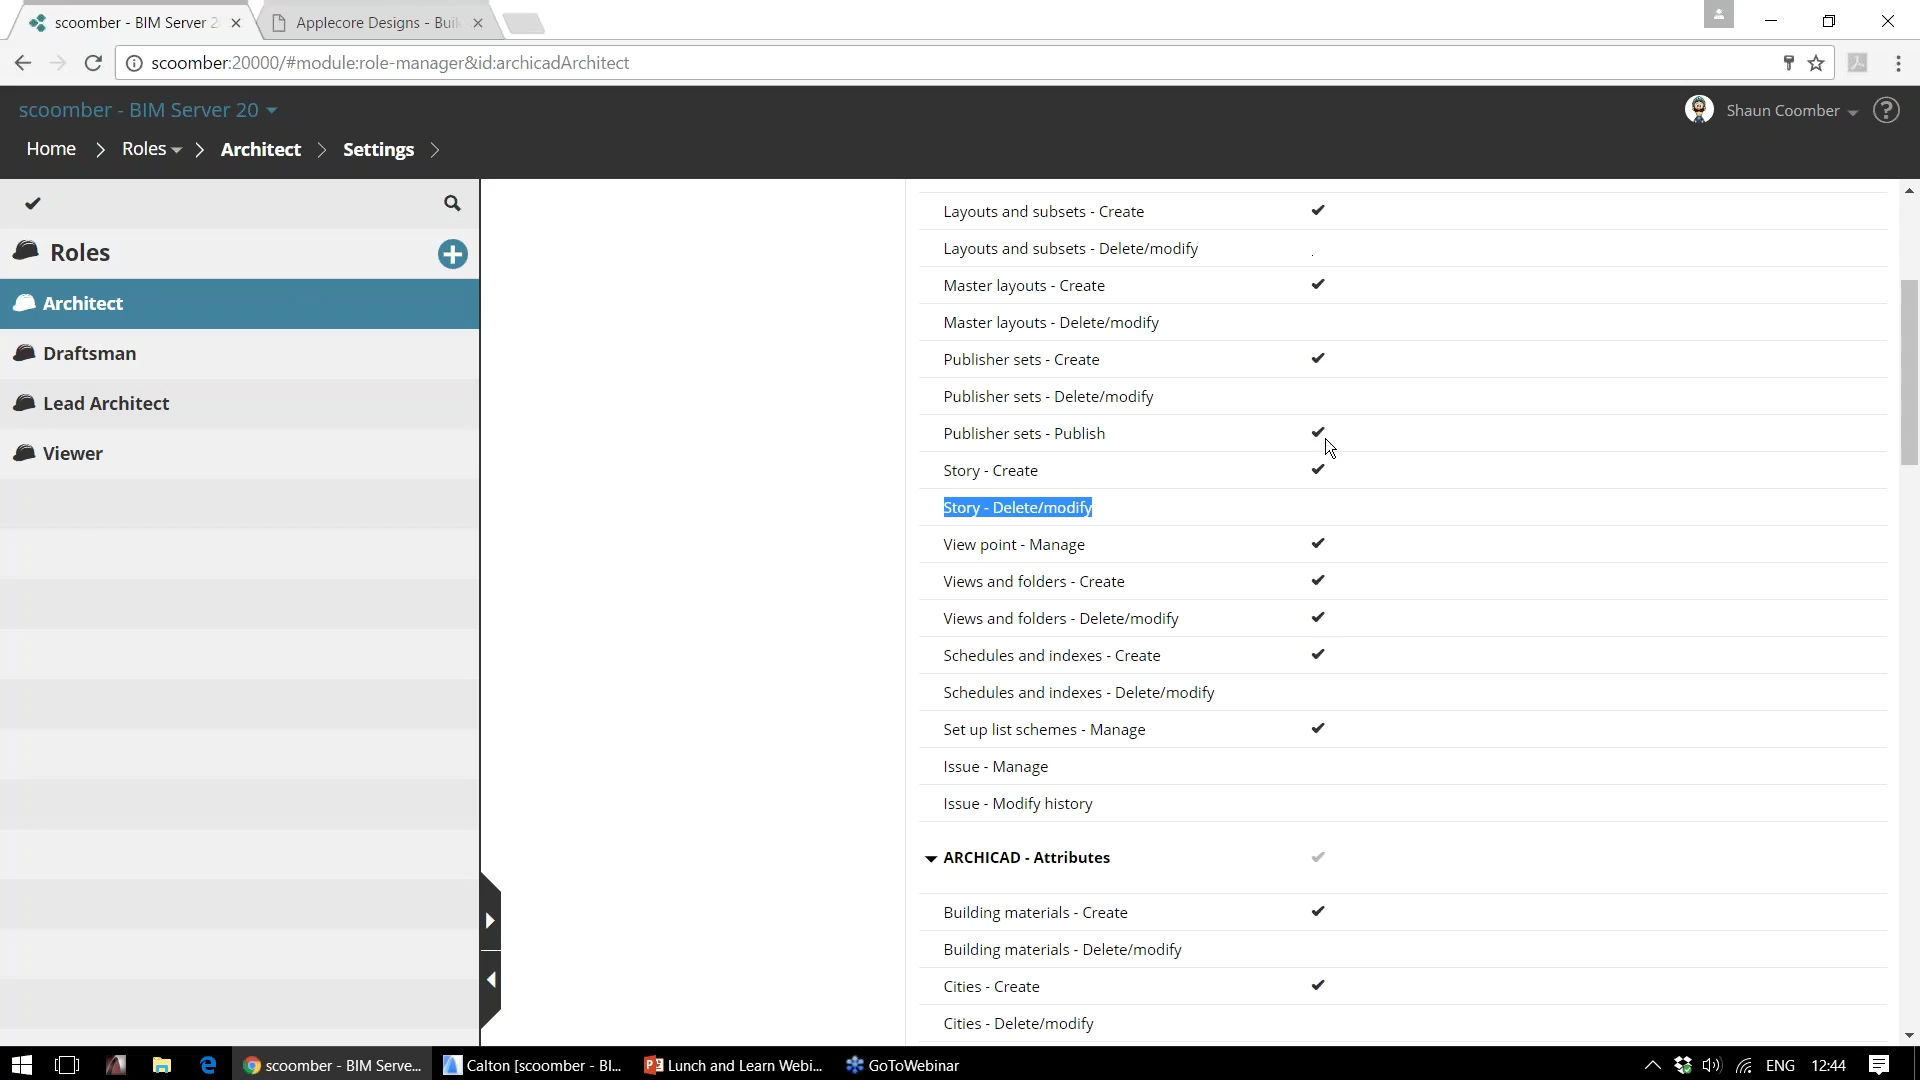 scoomber - BIM Server 2
Applecore Designs - Buil
scoomber:20000/#module:role-manager&id:archicadArchitect
scoomber - BIM Server 20
Shaun Coomber
?
Home > Roles > Architect > Settings >
Roles
Architect
Draftsman
Lead Architect
Viewer
Layouts and subsets - Create
Layouts and subsets - Delete/modify
Master layouts - Create
Master layouts - Delete/modify
Publisher sets - Create
Publisher sets - Delete/modify
Publisher sets - Publish
Story - Create
Story - Delete/modify
View point - Manage
Views and folders - Create
Views and folders - Delete/modify
Schedules and indexes - Create
Schedules and indexes - Delete/modify
Set up list schemes - Manage
Issue - Manage
Issue - Modify history
ARCHICAD - Attributes
Building materials - Create
Building materials - Delete/modify
Cities - Create
Cities - Delete/modify
scoomber - BIM Serve...
Calton [scoomber - BI...
Lunch and Learn Webi...
GoToWebinar
ENG
12:44